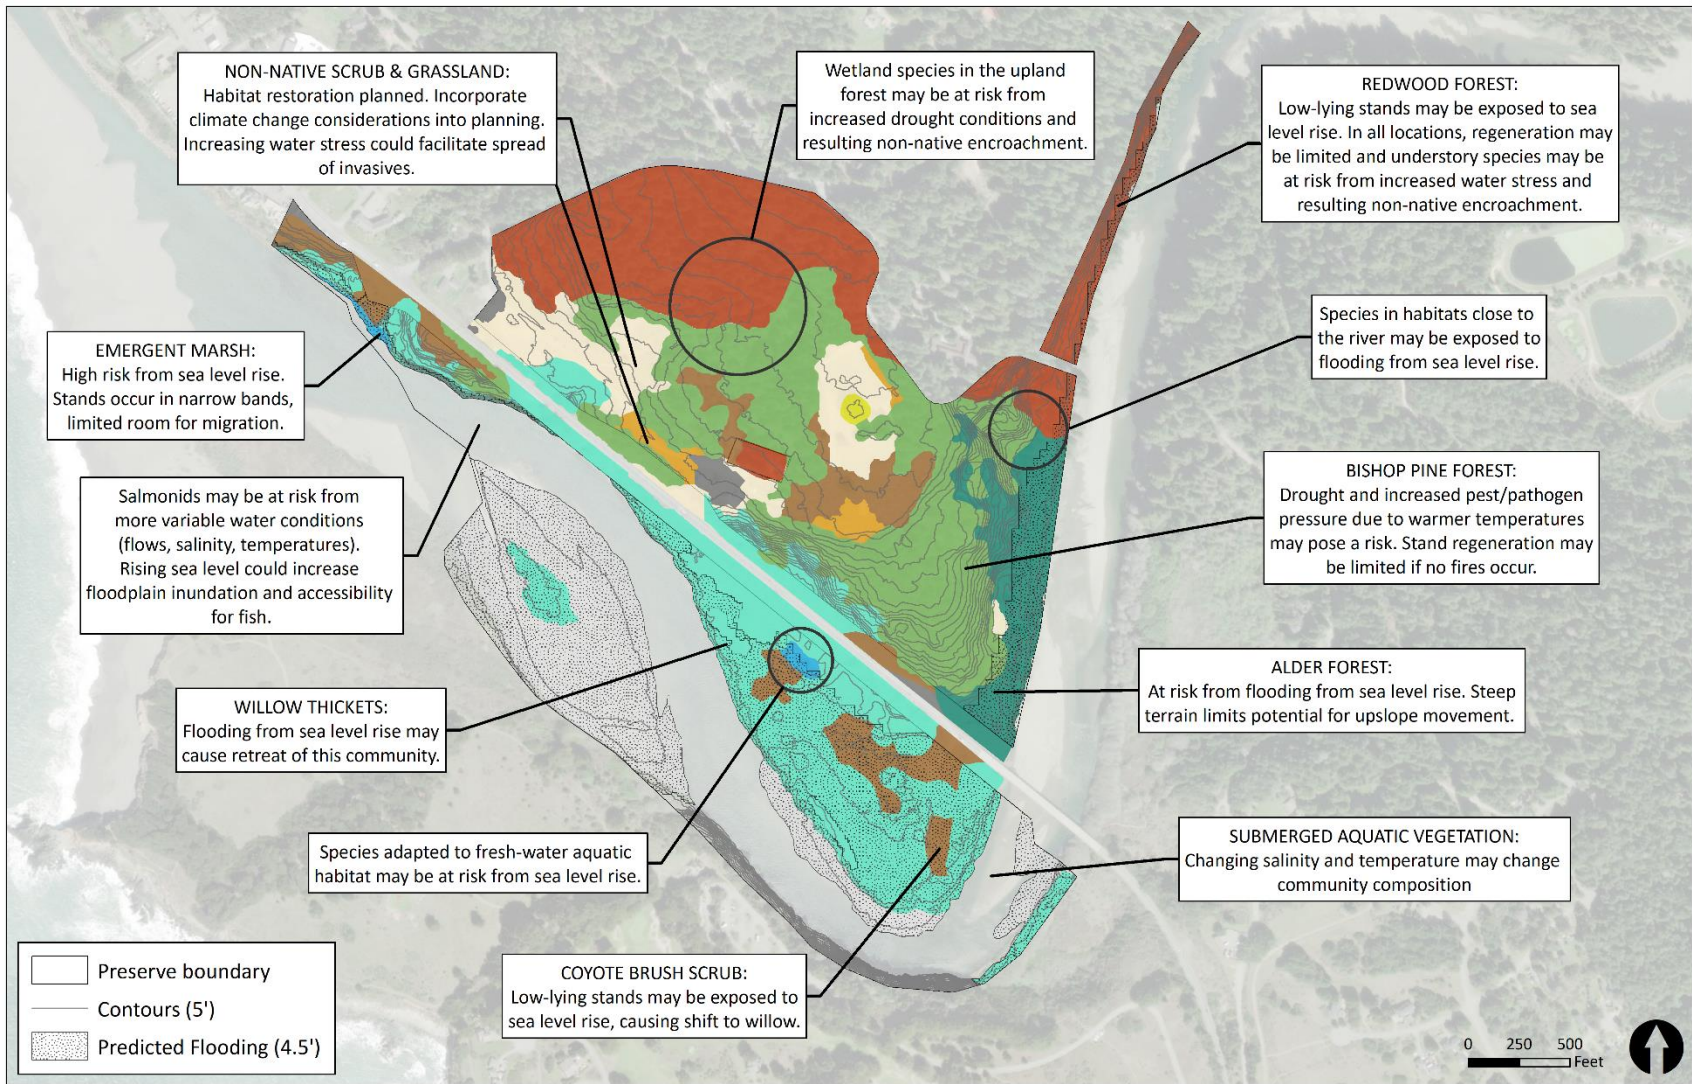 NON-NATIVE SCRUB & GRASSLAND:
Habitat restoration planned. Incorporate
climate change considerations into planning.
Increasing water stress could facilitate spread
of invasives.
Wetland species in the upland
forest may be at risk from
increased drought conditions and
resulting non-native encroachment.
REDWOOD FOREST:
Low-lying stands may be exposed to sea
level rise. In all locations, regeneration may
be limited and understory species may be
at risk from increased water stress and
resulting non-native encroachment.
Species in habitats close to
the river may be exposed to
flooding from sea level rise.
EMERGENT MARSH:
High risk from sea level rise.
Stands occur in narrow bands,
limited room for migration.
BISHOP PINE FOREST:
Drought and increased pest/pathogen
pressure due to warmer temperatures
may pose a risk. Stand regeneration may
be limited if no fires occur.
Salmonids may be at risk from
more variable water conditions
(flows, salinity, temperatures).
Rising sea level could increase
floodplain inundation and accessibility
for fish.
ALDER FOREST:
At risk from flooding from sea level rise. Steep
terrain limits potential for upslope movement.
WILLOW THICKETS:
Flooding from sea level rise may
cause retreat of this community.
SUBMERGED AQUATIC VEGETATION:
Changing salinity and temperature may change
community composition
Species adapted to fresh-water aquatic
habitat may be at risk from sea level rise.
COYOTE BRUSH SCRUB:
Low-lying stands may be exposed to
sea level rise, causing shift to willow.
Preserve boundary
Contours (5')
Predicted Flooding (4.5')
0 250 500
Feet